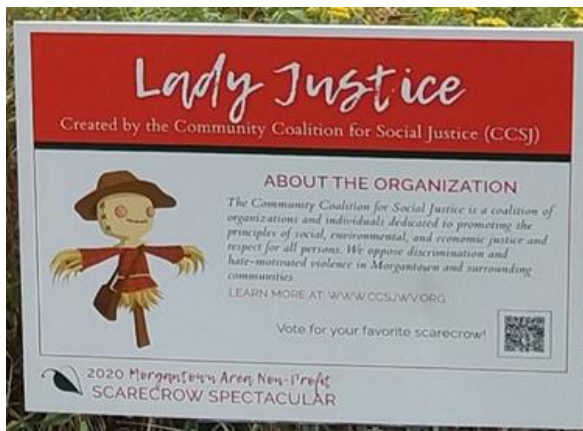 Lady Justice
Created by the Community Coalition for Social Justice (CCSJ)
ABOUT THE ORGANIZATION
The Community Coalition for Social Justice is a coalition of
organizations and individuals dedicated to promoting the
principles of social, environmental, and economic justice and
respect for all persons. We oppose discrimination and
hate-motivated violence in Morgantown and surrounding
communities
LEARN MORE AT: WWW.CCSJWV.ORG
Vote for your favorite scarecrow!
2020 Morgantown Area Non-Profit
SCARECROW SPECTACULAR